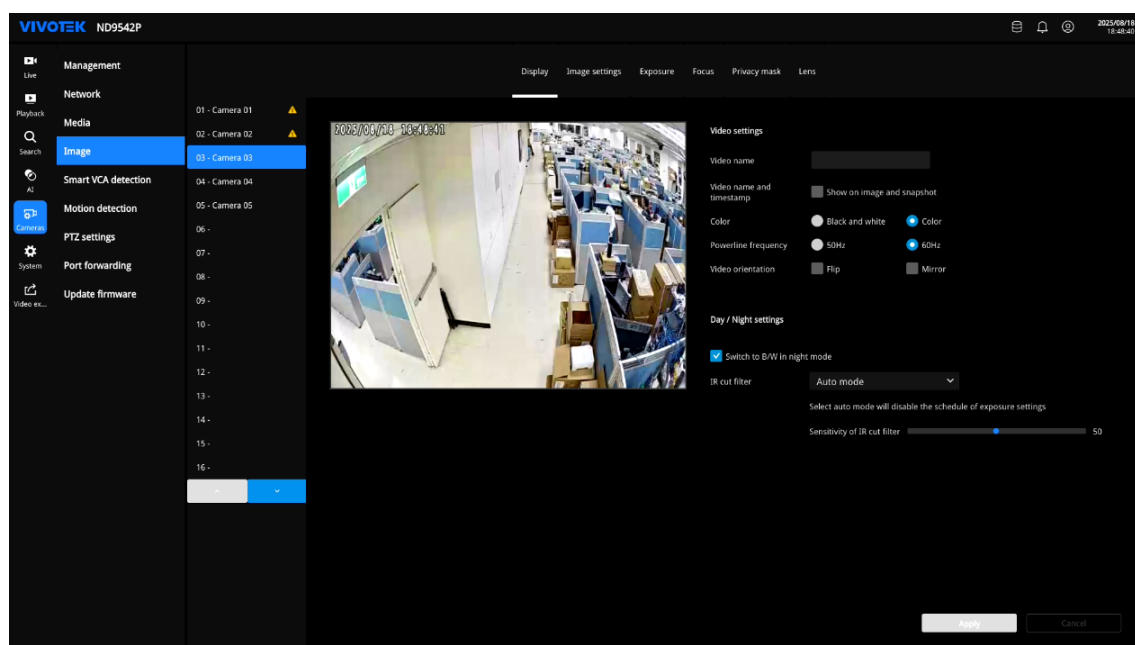 VIVOTEK ND9542P
2025/08/18
18:48:40
Live
Playback
Search
AI
Cameras
System
Video ex...
Management
Network
Media
Image
Smart VCA detection
Motion detection
PTZ settings
Port forwarding
Update firmware
Display Image settings Exposure Focus Privacy mask Lens
01 - Camera 01
02 - Camera 02
03 - Camera 03
04 - Camera 04
05 - Camera 05
06 -
07 -
08 -
09 -
10 -
11 -
12 -
13 -
14 -
15 -
16 -
2025/08/18 18:48:41
Video settings
Video name
Video name and
timestamp
Show on image and snapshot
Color Black and white Color
Powerline frequency 50Hz 60Hz
Video orientation Flip Mirror
Day / Night settings
Switch to B/W in night mode
IR cut filter Auto mode
Select auto mode will disable the schedule of exposure settings
Sensitivity of IR cut filter 50
Apply Cancel